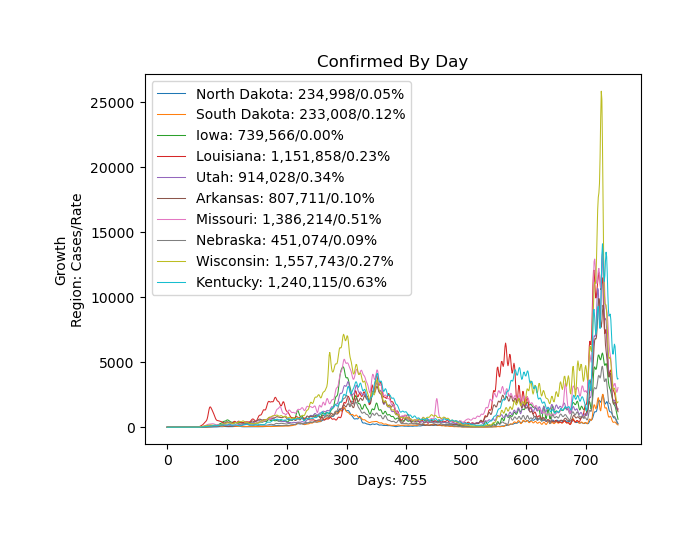 Confirmed By Day
North Dakota: 234,998/0.05%
South Dakota: 233,008/0.12%
Iowa: 739,566/0.00%
Louisiana: 1,151,858/0.23%
Utah: 914,028/0.34%
Arkansas: 807,711/0.10%
Missouri: 1,386,214/0.51%
Nebraska: 451,074/0.09%
Wisconsin: 1,557,743/0.27%
Kentucky: 1,240,115/0.63%
Growth
Region: Cases/Rate
25000
20000
15000
10000
5000
0
0 100 200 300 400 500 600 700
Days: 755